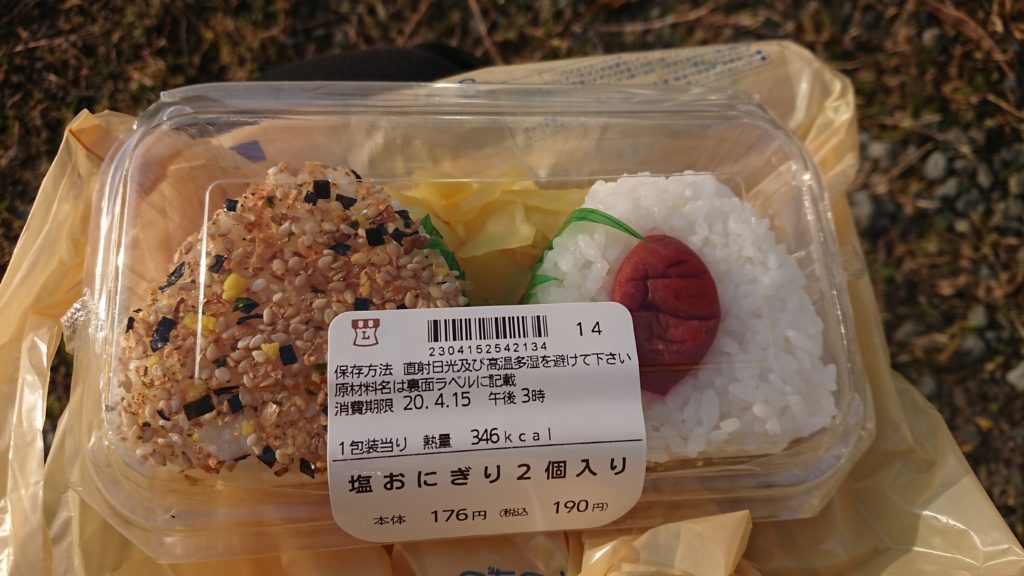 L
14
2304152542134
保存方法 直射日光及び高温多湿を避けて下さい
原材料名は裏面ラベルに記載
消費期限 20.4.15 午後3時
1包装当り 熱量 346kcal
塩おにぎり2個入り
本体 176円 (税込 190円)